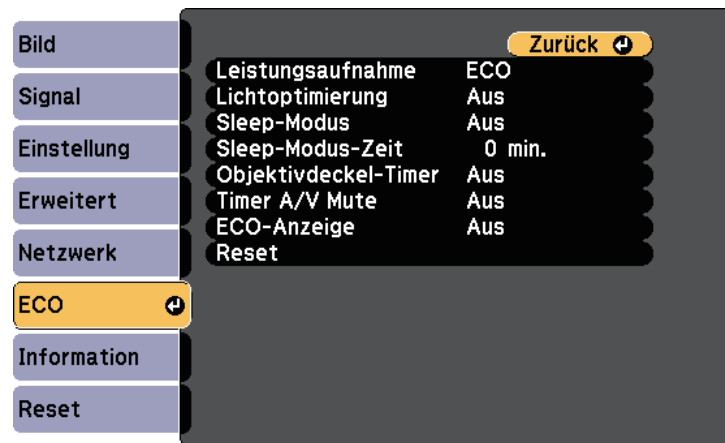 Bild
Signal
Einstellung
Erweitert
Netzwerk
ECO
Information
Reset
Zurück
Leistungsaufnahme ECO
Lichtoptimierung Aus
Sleep-Modus Aus
Sleep-Modus-Zeit 0 min.
Objektivdeckel-Timer Aus
Timer A/V Mute Aus
ECO-Anzeige Aus
Reset